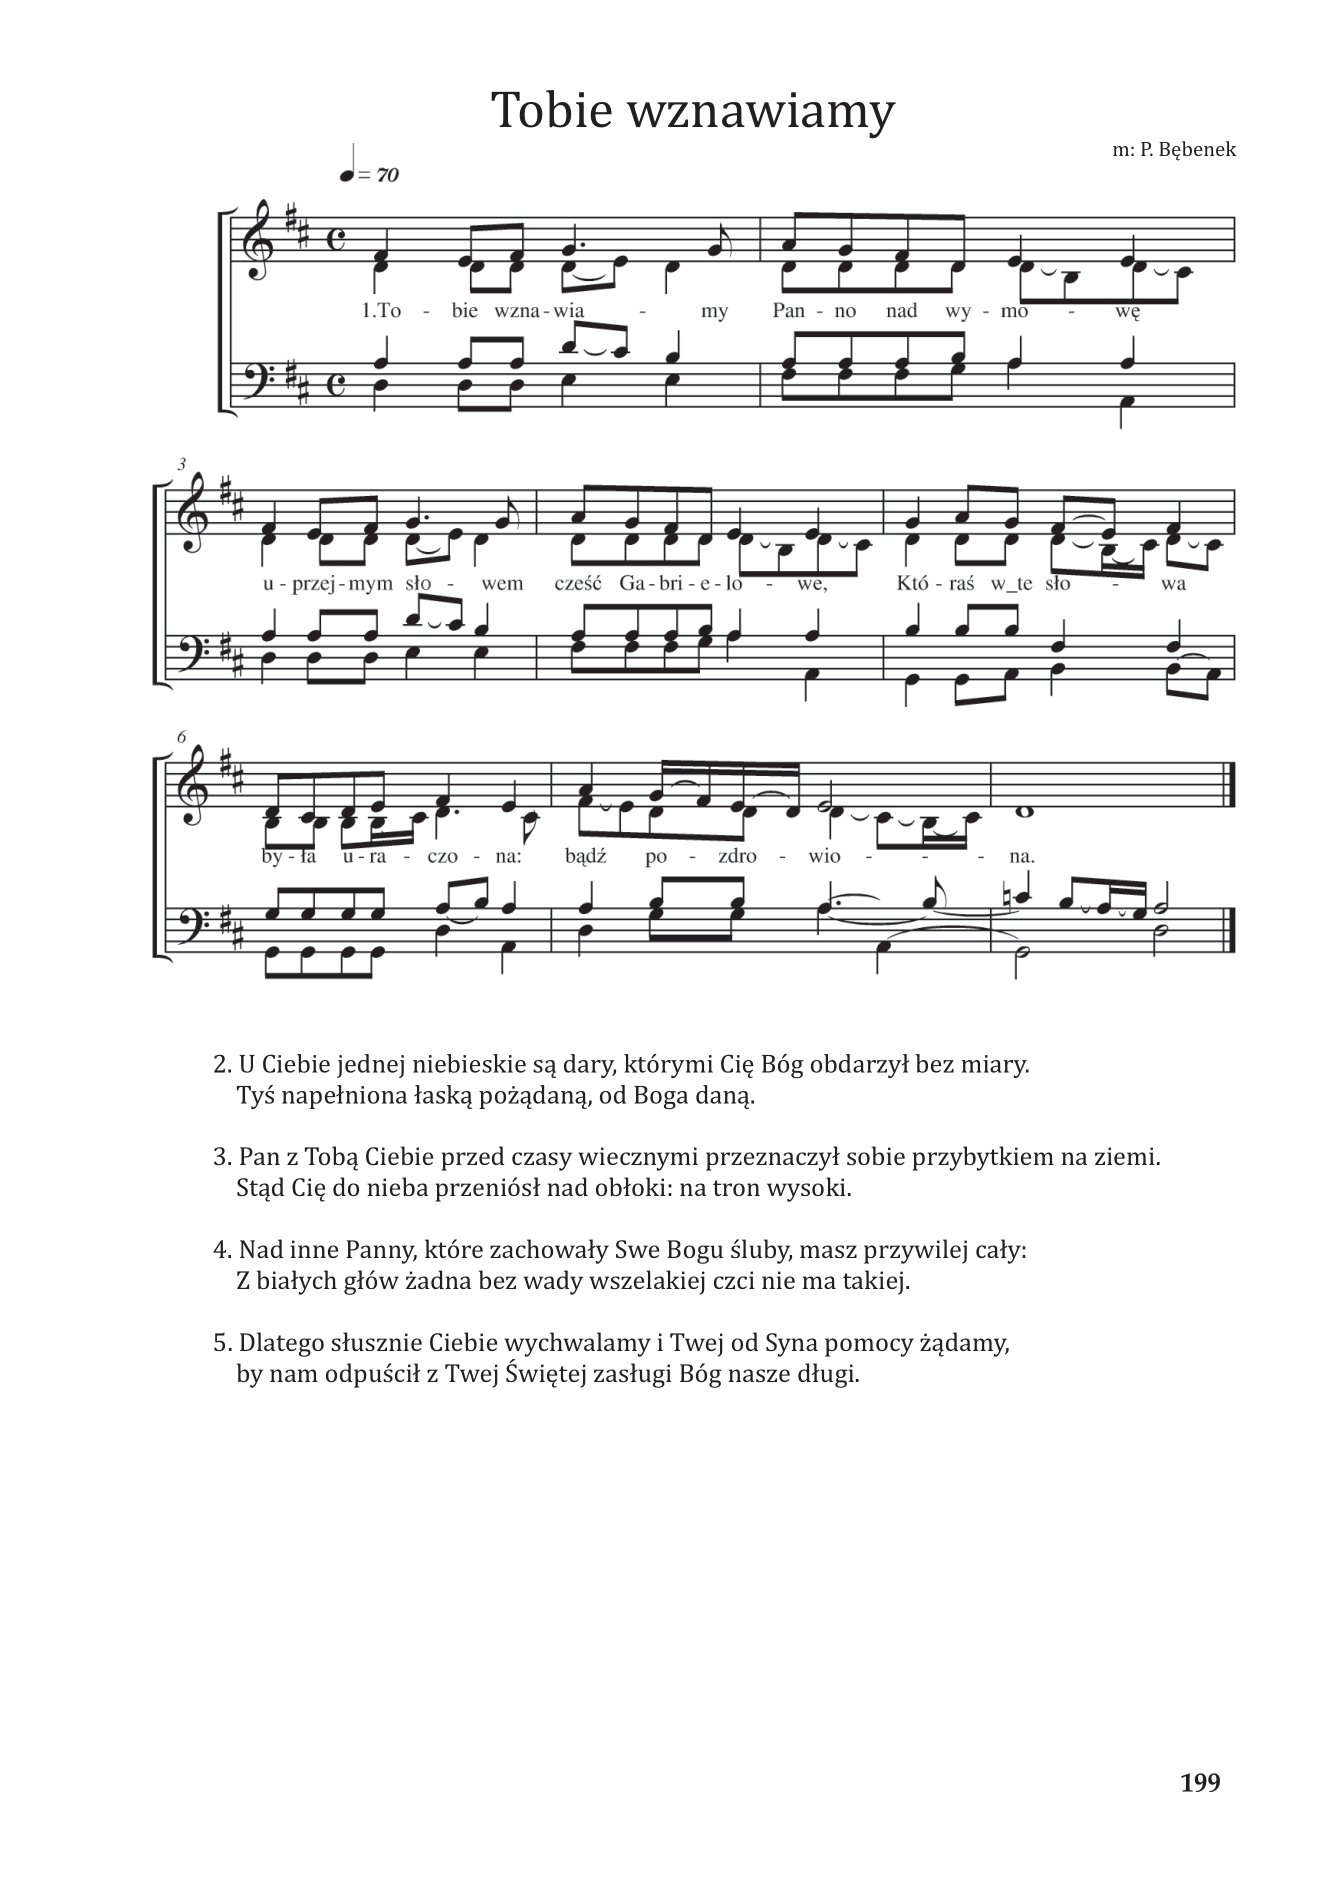 Tobie wznawiamy
m: P. Bębenek
= 70
1.To - bie wzna - wia - my Pan - no nad wy - mo - wę
3
u - przej - mym sło - wem cześć Ga - bri - e - lo - we, Któ - raś w_te sło - wa
6
by - ła u - ra - czo - na: bądź po - zdro - wio - - - na.
2. U Ciebie jednej niebieskie są dary, którymi Cię Bóg obdarzył bez miary.
Tyś napełniona łaską pożądaną, od Boga daną.
3. Pan z Tobą Ciebie przed czasy wiecznymi przeznaczył sobie przybytkiem na ziemi.
Stąd Cię do nieba przeniósł nad obłoki: na tron wysoki.
4. Nad inne Panny, które zachowały Swe Bogu śluby, masz przywilej cały:
Z białych głów żadna bez wady wszelakiej czci nie ma takiej.
5. Dlatego słusznie Ciebie wychwalamy i Twej od Syna pomocy żądamy,
by nam odpuścił z Twej Świętej zasługi Bóg nasze długi.
199